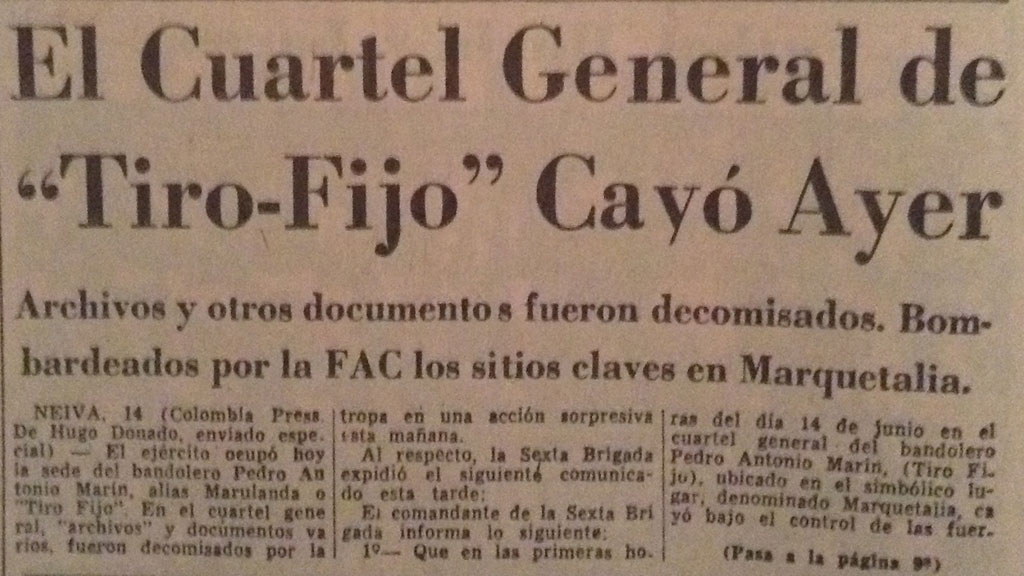 El Cuartel General de
“Tiro-Fijo” Cayó Ayer
Archivos y otros documentos fueron decomisados. Bom-
bardeados por la FAC los sitios claves en Marquetalia.
NEIVA, 14 (Colombia Press.
De Hugo Donado, enviado espe-
cial) — El ejército ocupó hoy
la sede del bandolero Pedro An
tonio Marín, alias Marulanda o
"Tiro Fijo". En el cuartel gene
ral, "archivos" y documentos va
rios, fueron decomisados por la
tropa en una acción sorpresiva
esta mañana.
Al respecto, la Sexta Brigada
expidió el siguiente comunica-
do esta tarde:
El comandante de la Sexta Bri
gada informa lo siguiente:
1º— Que en las primeras ho-
ras del día 14 de junio en el
cuartel general del bandolero
Pedro Antonio Marín, (Tiro Fi-
jo), ubicado en el simbólico lu-
gar, denominado Marquetalia, ca
yó bajo el control de las fuer-
(Pasa a la página 9ª)